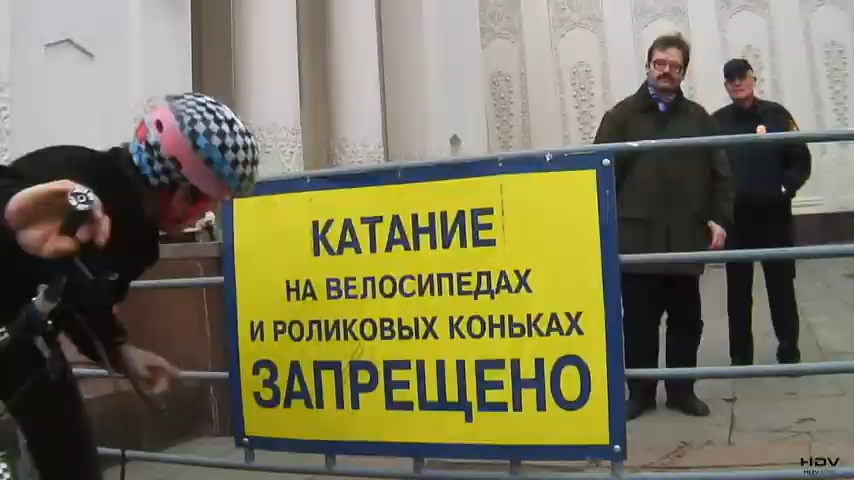 КАТАНИЕ
НА ВЕЛОСИПЕДАХ
И РОЛИКОВЫХ КОНЬКАХ
ЗАПРЕЩЕНО
HDV